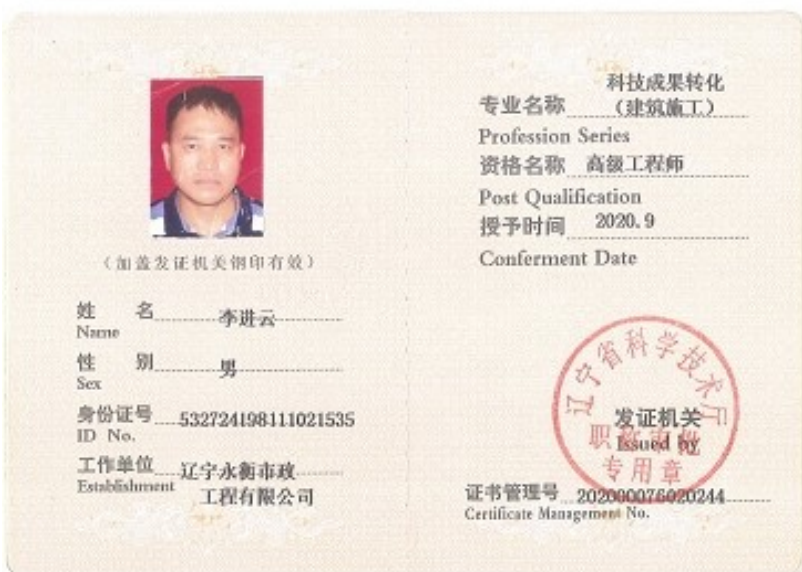 （加盖发证机关钢印有效）
姓 名 李进云
Name
性 别 男
Sex
身份证号 532724198111021535
ID No.
工作单位 辽宁永衡市政
Establishment 工程有限公司
科技成果转化
专业名称 （建筑施工）
Profession Series
资格名称 高级工程师
Post Qualification
授予时间 2020.9
Conferment Date
辽宁省科学技术厅
发证机关
Issued by
职称审批
专用章
证书管理号 202000076020244
Certificate Management No.